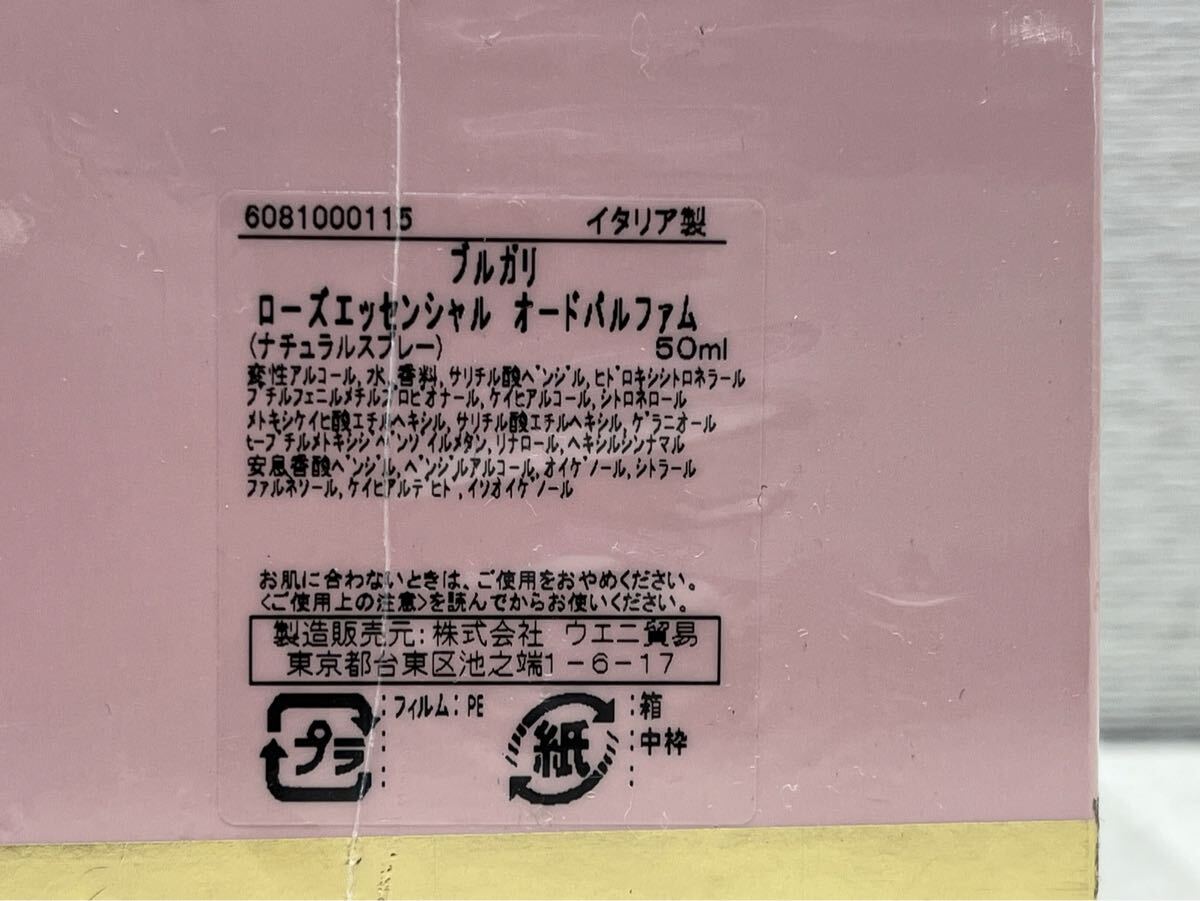 6081000115 イタリア製
ブルガリ
ローズエッセンシャル オードパルファム
(ナチュラルスプレー) 50ml
変性アルコール, 水, 香料, サリチル酸ベンジル, ヒドロキシシトロネラール
ブチルフェニルメチルプロピオナール, ケイヒアルコール, シトロネロール
メトキシケイヒ酸エチルヘキシル, サリチル酸エチルヘキシル, ゲラニオール
t-ブチルメトキシジベンゾイルメタン, リナロール, ヘキシルシンナマル
安息香酸ベンジル, ベンジルアルコール, オイゲノール, シトラール
ファルネソール, ケイヒアルデヒド, イソオイゲノール
お肌に合わないときは、ご使用をおやめください。
<ご使用上の注意>を読んでからお使いください。
製造販売元: 株式会社 ウエニ貿易
東京都台東区池之端1-6-17
プラ : フィルム: PE
紙 : 箱
: 中枠